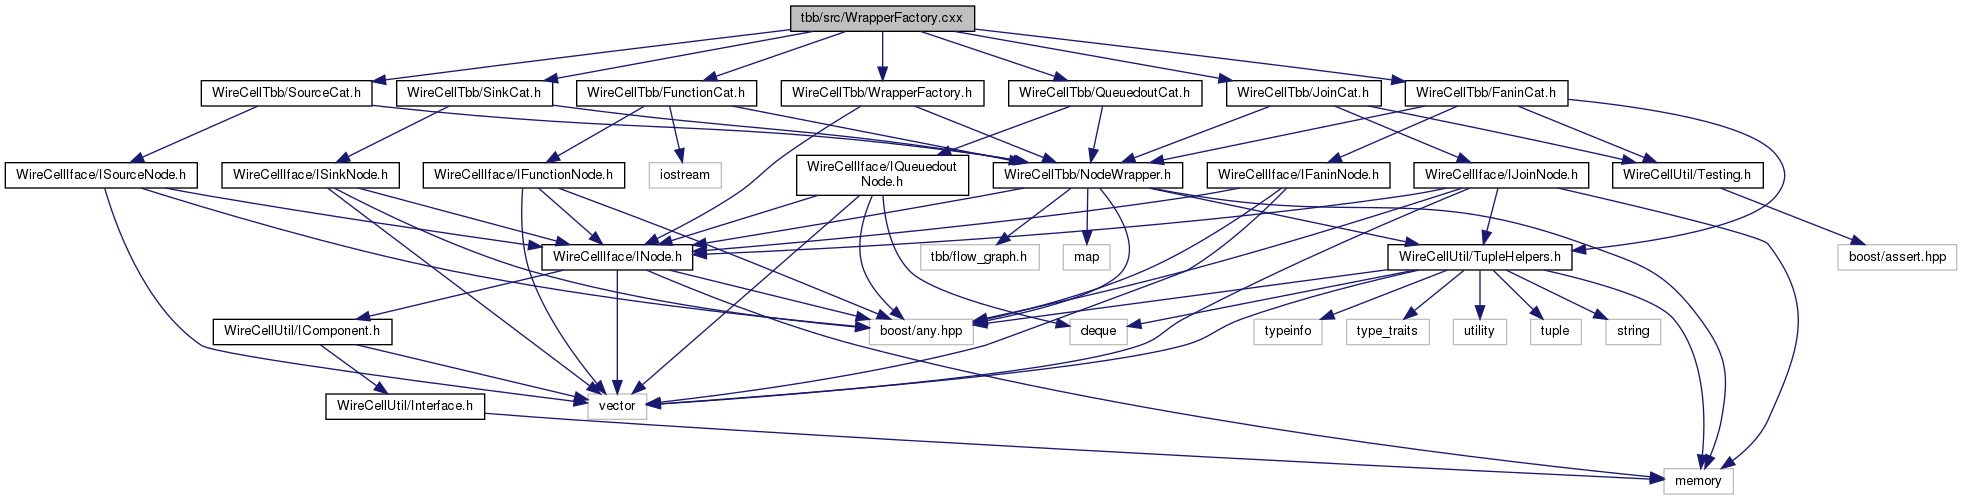 tbb/src/WrapperFactory.cxx
WireCellTbb/SourceCat.h
WireCellTbb/SinkCat.h
WireCellTbb/FunctionCat.h
WireCellTbb/WrapperFactory.h
WireCellTbb/QueuedoutCat.h
WireCellTbb/JoinCat.h
WireCellTbb/FaninCat.h
WireCellIface/ISourceNode.h
WireCellIface/ISinkNode.h
WireCellIface/IFunctionNode.h
iostream
WireCellIface/IQueuedout
Node.h
WireCellTbb/NodeWrapper.h
WireCellIface/IFaninNode.h
WireCellIface/IJoinNode.h
WireCellUtil/Testing.h
WireCellIface/INode.h
tbb/flow_graph.h
map
WireCellUtil/TupleHelpers.h
boost/assert.hpp
WireCellUtil/IComponent.h
boost/any.hpp
deque
typeinfo
type_traits
utility
tuple
string
WireCellUtil/Interface.h
vector
memory